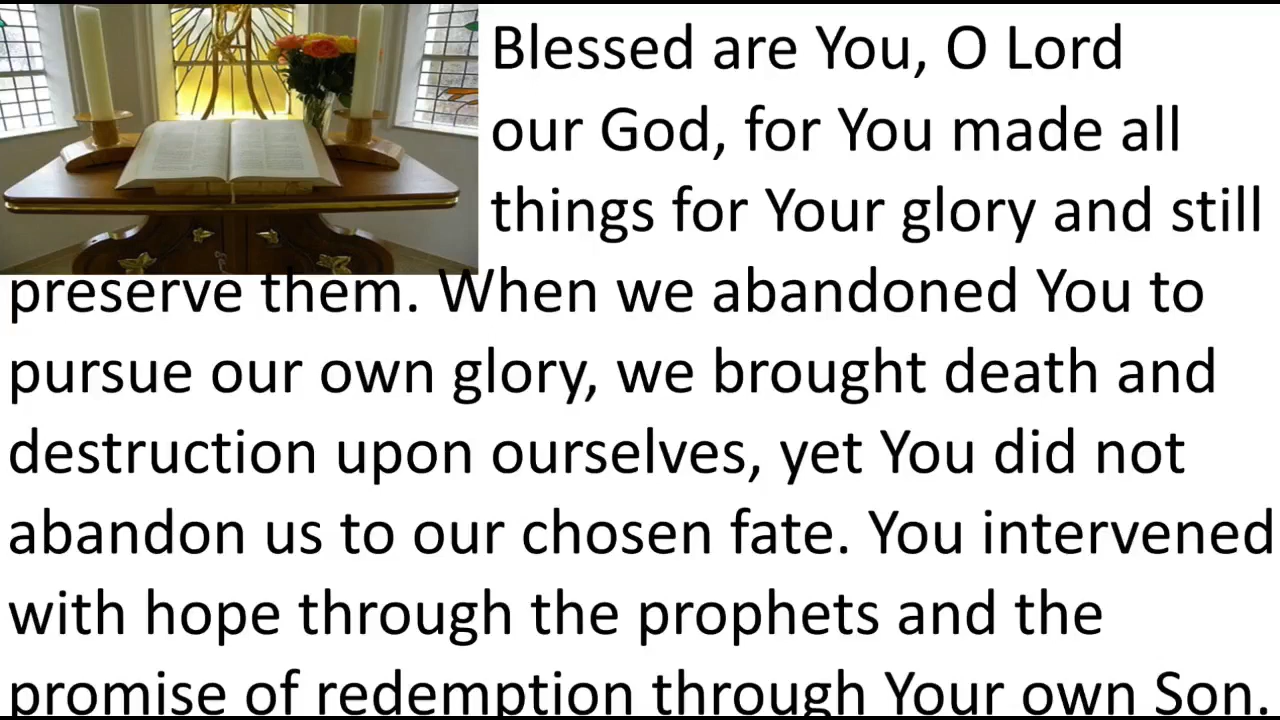 Blessed are You, O Lord
our God, for You made all
things for Your glory and still
preserve them. When we abandoned You to
pursue our own glory, we brought death and
destruction upon ourselves, yet You did not
abandon us to our chosen fate. You intervened
with hope through the prophets and the
promise of redemption through Your own Son.